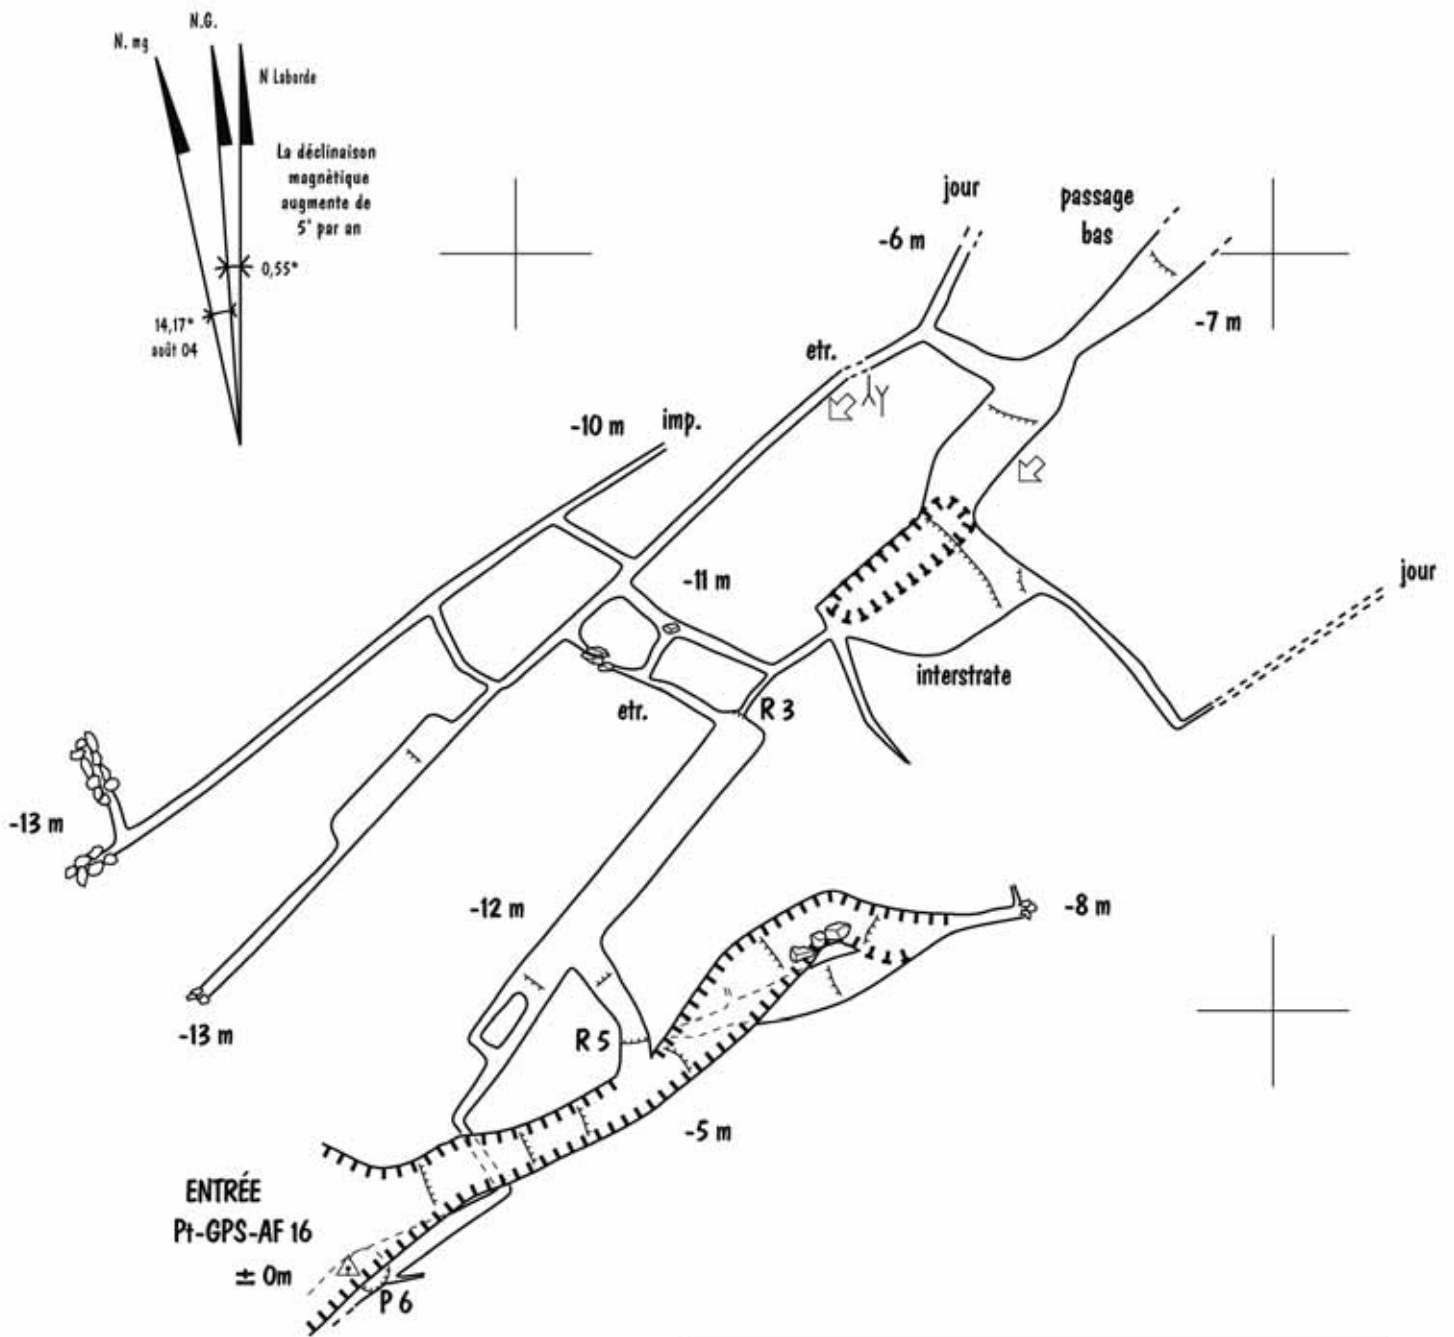 N.G.
N. mg
N Laborde
La déclinaison
magnètique
augmente de
5' par an
0,55°
14,17°
août 04
jour
passage
bas
-6 m
-7 m
etr.
-10 m
imp.
-11 m
jour
interstrate
etr.
R 3
-13 m
-12 m
-8 m
-13 m
R 5
-5 m
ENTRÉE
Pt-GPS-AF 16
± 0m
P 6